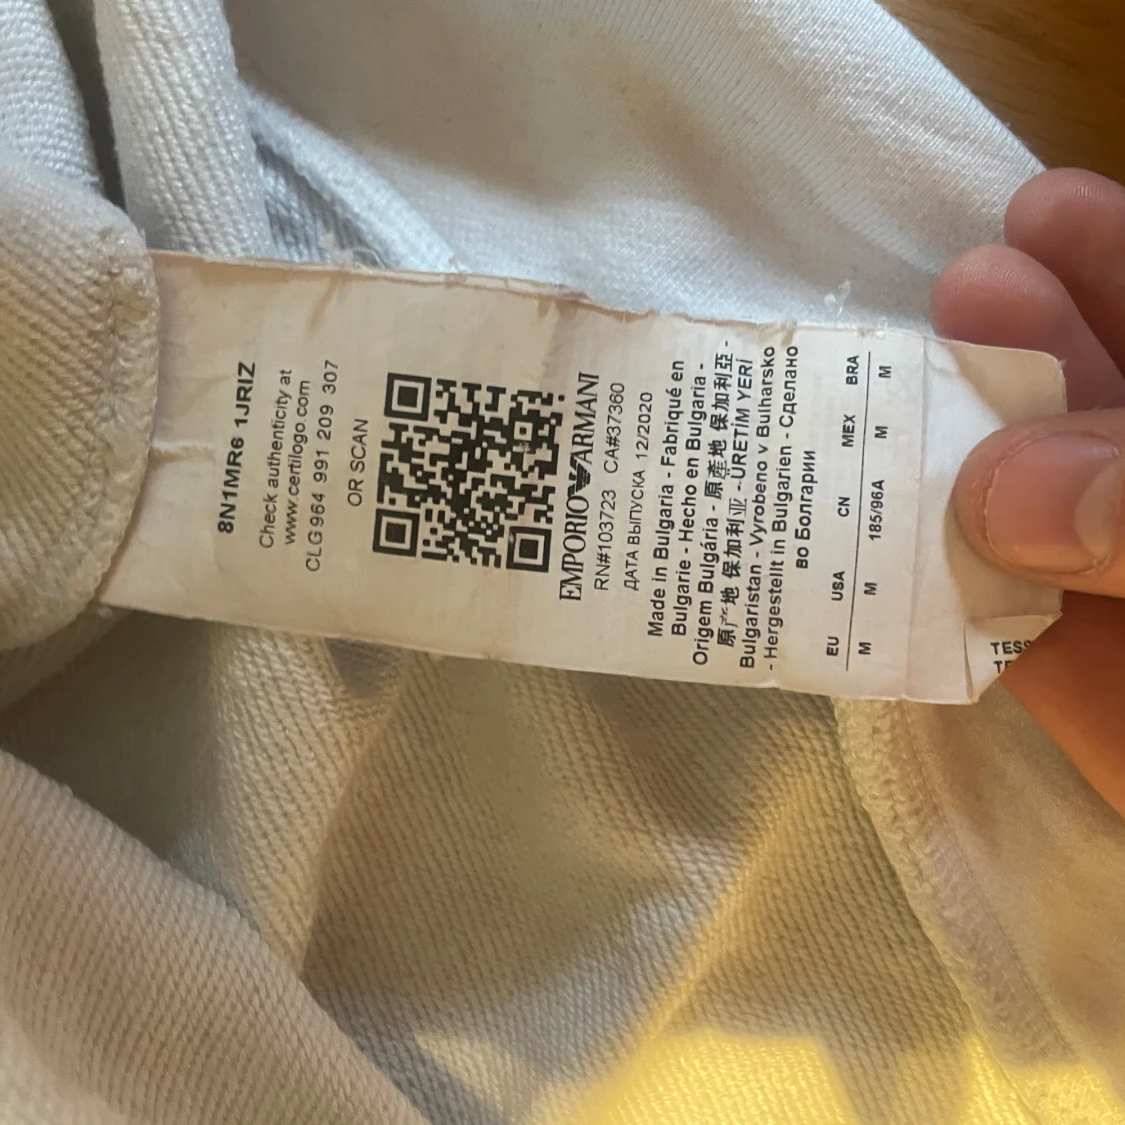 8N1MR6 1JRIZ
Check authenticity at
www.certilogo.com
CLG 964 991 209 307
OR SCAN
EMPORIO ARMANI
RN#103723 CA#37360
ДАТА ВЫПУСКА 12/2020
Made in Bulgaria - Fabriqué en
Bulgarie - Hecho en Bulgaria -
Origem Bulgária - 原產地 保加利亞 -
原产地 保加利亚 - ÜRETİM YERİ
Bulgaristan - Vyrobeno v Bulharsko
- Hergestellt in Bulgarien - Сделано
во Болгарии
EU USA CN MEX BRA
M M 185/96A M M